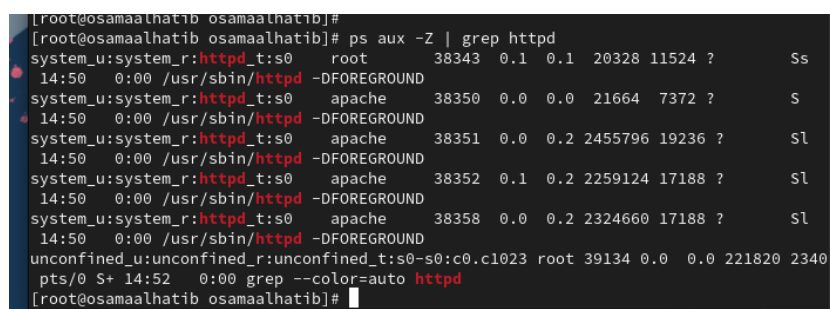 [root@osamaalhatib osamaalhatib]#
[root@osamaalhatib osamaalhatib]# ps aux -Z | grep httpd
system_u:system_r:httpd_t:s0    root       38343  0.1  0.1  20328 11524 ?        Ss
 14:50   0:00 /usr/sbin/httpd -DFOREGROUND
system_u:system_r:httpd_t:s0    apache     38350  0.0  0.0  21664  7372 ?        S
 14:50   0:00 /usr/sbin/httpd -DFOREGROUND
system_u:system_r:httpd_t:s0    apache     38351  0.0  0.2 2455796 19236 ?       Sl
 14:50   0:00 /usr/sbin/httpd -DFOREGROUND
system_u:system_r:httpd_t:s0    apache     38352  0.1  0.2 2259124 17188 ?       Sl
 14:50   0:00 /usr/sbin/httpd -DFOREGROUND
system_u:system_r:httpd_t:s0    apache     38358  0.0  0.2 2324660 17188 ?       Sl
 14:50   0:00 /usr/sbin/httpd -DFOREGROUND
unconfined_u:unconfined_r:unconfined_t:s0-s0:c0.c1023 root 39134 0.0  0.0 221820 2340
 pts/0 S+ 14:52   0:00 grep --color=auto httpd
[root@osamaalhatib osamaalhatib]#